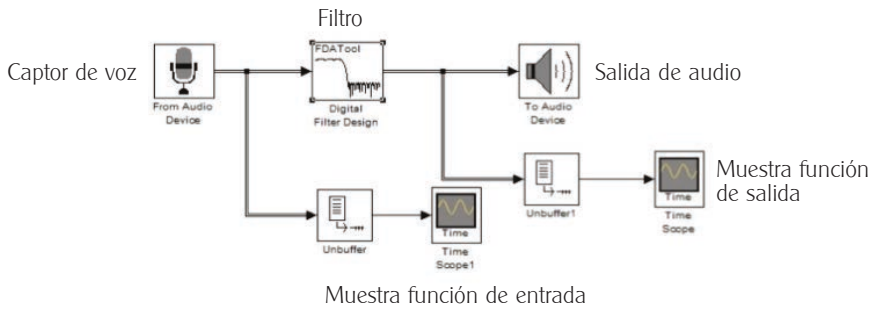 Filtro
FDATool
Captor de voz
Salida de audio
From Audio
Device
Digital
Filter Design
To Audio
Device
Muestra función
de salida
Unbuffer
Time
Time
Scope1
Unbuffer1
Time
Time
Scope
Muestra función de entrada